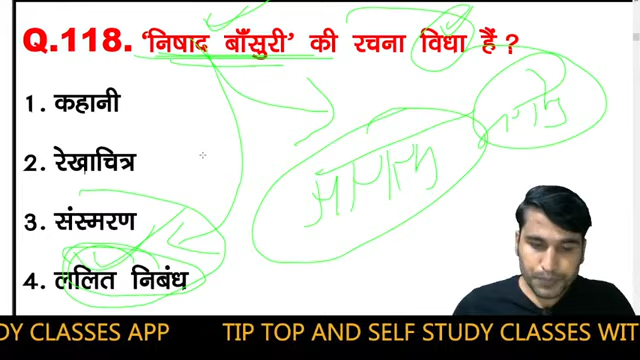 Q.118. 'निषाद बाँसुरी' की रचना विधा हैं ?
1. कहानी
2. रेखाचित्र
3. संस्मरण
4. ललित निबंध
DY CLASSES APP TIP TOP AND SELF STUDY CLASSES WIT